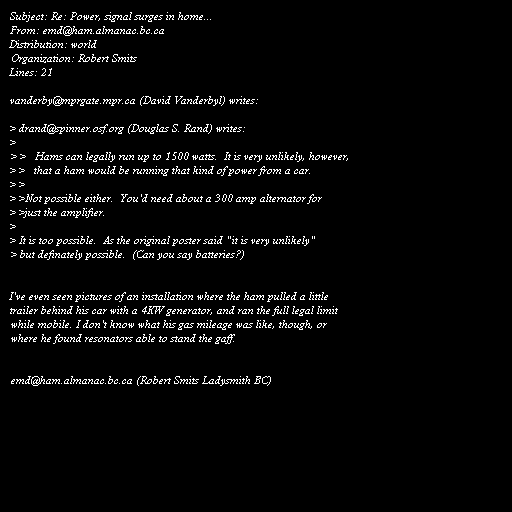 Subject: Re: Power, signal surges in home...
From: emd@ham.almanac.bc.ca
Distribution: world
Organization: Robert Smits
Lines: 21

vanderby@mprgate.mpr.ca (David Vanderbyl) writes:

> drand@spinner.osf.org (Douglas S. Rand) writes:
>
> >   Hams can legally run up to 1500 watts.  It is very unlikely, however,
> >   that a ham would be running that kind of power from a car.
> >
> >Not possible either.  You'd need about a 300 amp alternator for
> >just the amplifier.
>
> It is too possible.  As the original poster said "it is very unlikely"
> but definately possible.  (Can you say batteries?)

I've even seen pictures of an installation where the ham pulled a little
trailer behind his car with a 4KW generator, and ran the full legal limit
while mobile. I don't know what his gas mileage was like, though, or
where he found resonators able to stand the gaff.

emd@ham.almanac.bc.ca (Robert Smits Ladysmith BC)